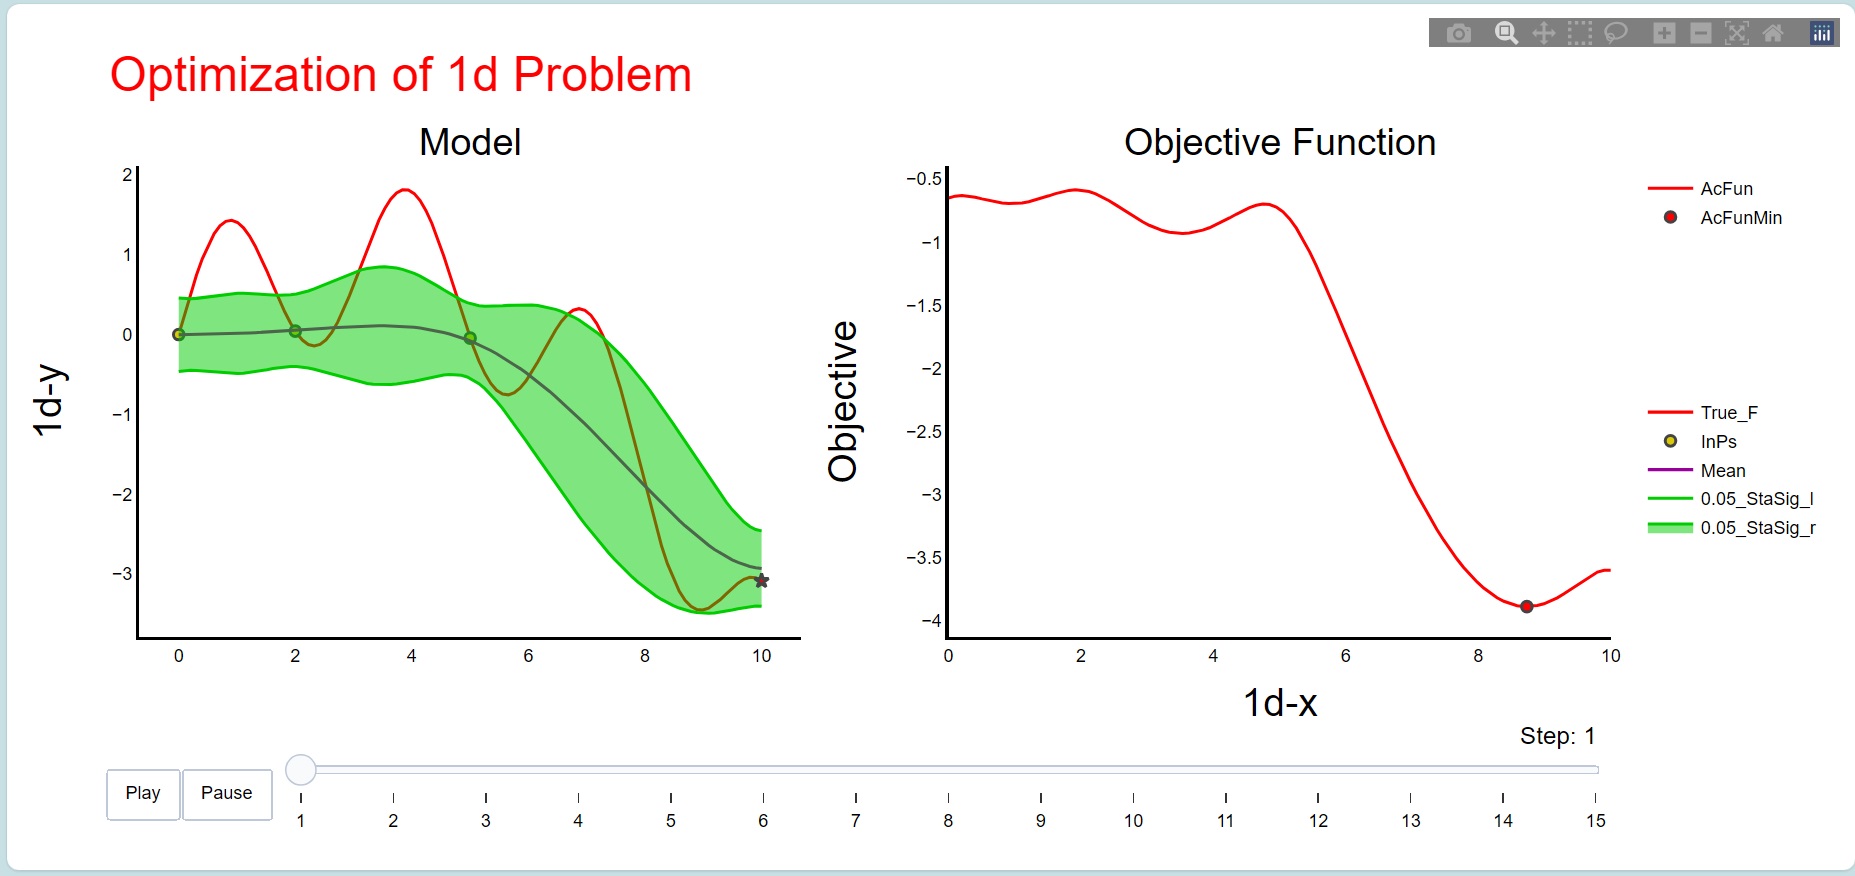 Optimization of 1d Problem
Model
Objective Function
2
1
0
−1
−2
−3
1d-y
0
2
4
6
8
10
−0.5
−1
−1.5
−2
−2.5
−3
−3.5
−4
Objective
0
2
4
6
8
10
1d-x
AcFun
AcFunMin
True_F
InPs
Mean
0.05_StaSig_l
0.05_StaSig_r
Step: 1
Play
Pause
1
2
3
4
5
6
7
8
9
10
11
12
13
14
15